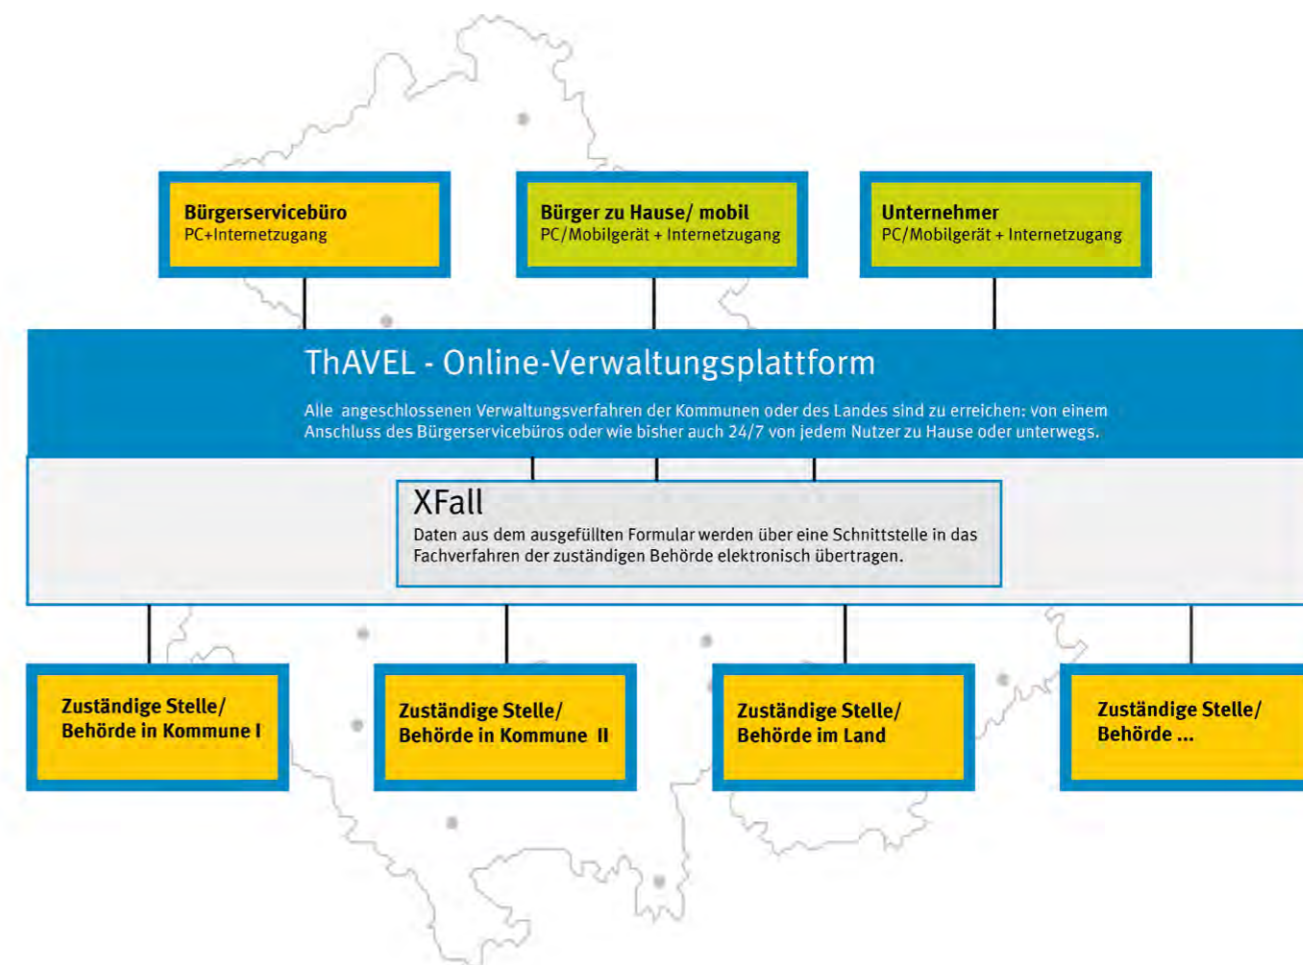 Bürgerservicebüro
PC+Internetzugang
Bürger zu Hause/ mobil
PC/Mobilgerät + Internetzugang
Unternehmer
PC/Mobilgerät + Internetzugang
ThAVEL - Online-Verwaltungsplattform
Alle angeschlossenen Verwaltungsverfahren der Kommunen oder des Landes sind zu erreichen: von einem
Anschluss des Bürgerservicebüros oder wie bisher auch 24/7 von jedem Nutzer zu Hause oder unterwegs.
XFall
Daten aus dem ausgefüllten Formular werden über eine Schnittstelle in das
Fachverfahren der zuständigen Behörde elektronisch übertragen.
Zuständige Stelle/
Behörde in Kommune I
Zuständige Stelle/
Behörde in Kommune II
Zuständige Stelle/
Behörde im Land
Zuständige Stelle/
Behörde ...